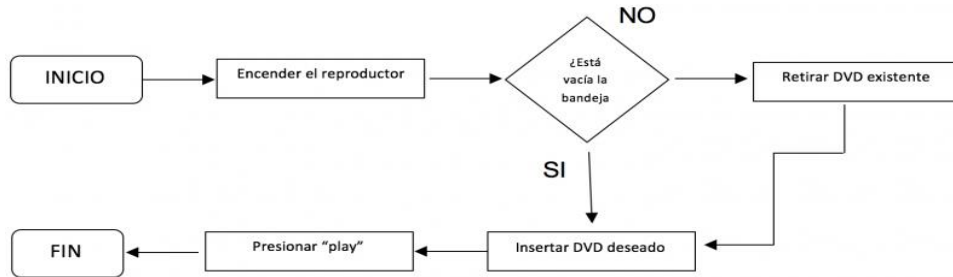 NO
INICIO
Encender el reproductor
¿Está
vacía la
bandeja
Retirar DVD existente
SI
FIN
Presionar “play”
Insertar DVD deseado